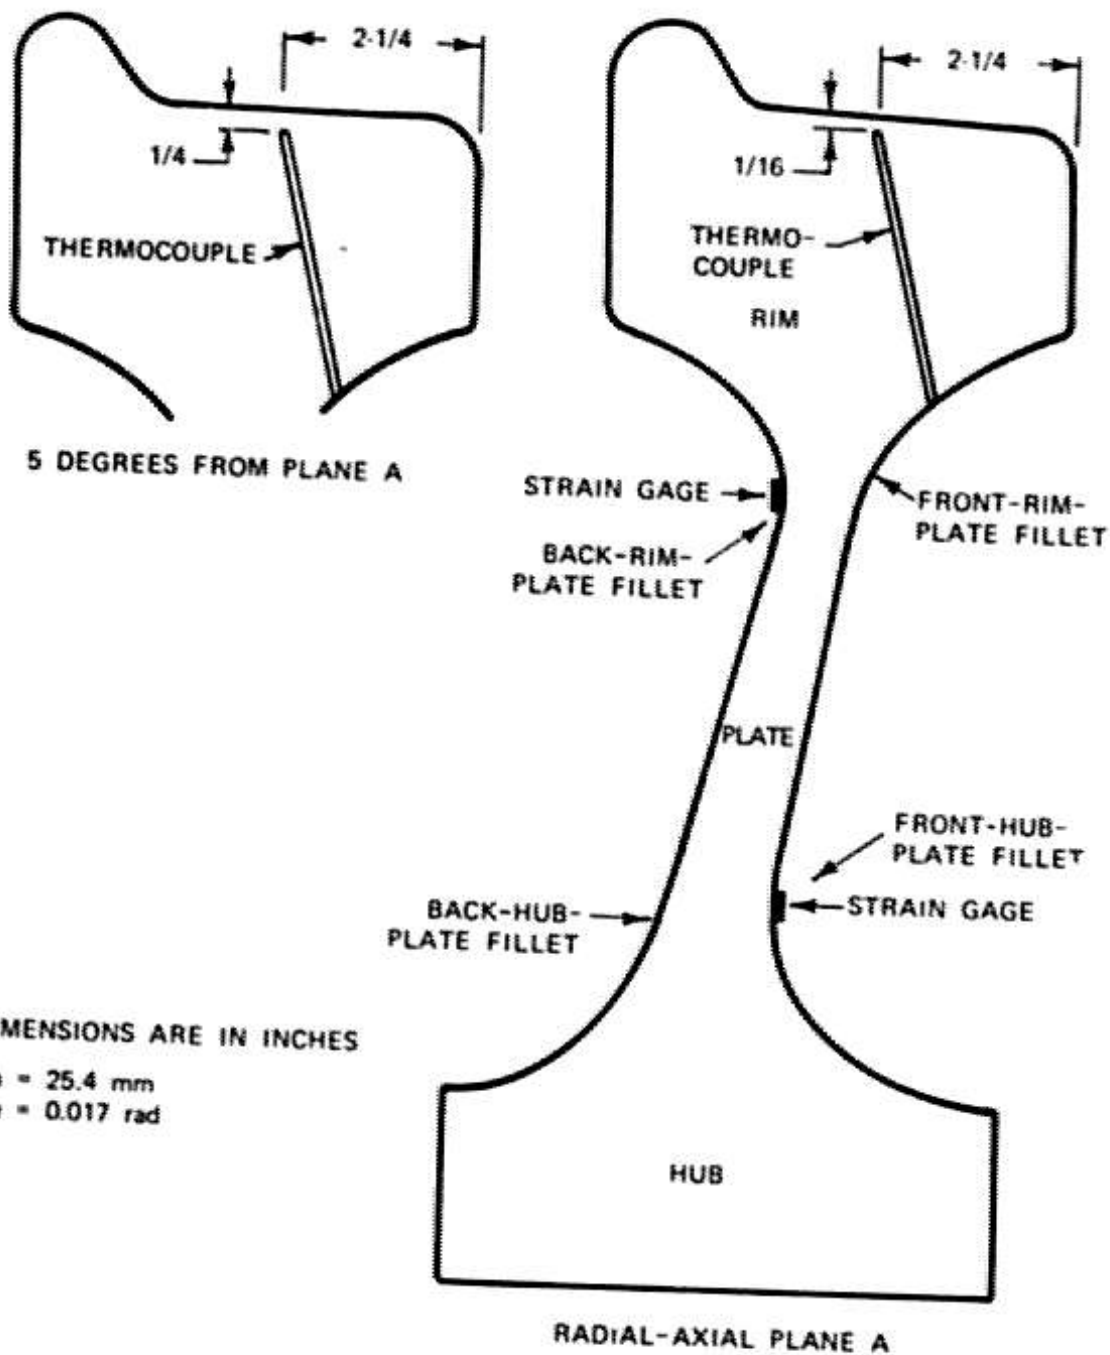 2-1/4
1/4
THERMOCOUPLE
5 DEGREES FROM PLANE A
2-1/4
1/16
THERMO-
COUPLE
RIM
STRAIN GAGE
BACK-RIM-
PLATE FILLET
FRONT-RIM-
PLATE FILLET
PLATE
FRONT-HUB-
PLATE FILLET
STRAIN GAGE
BACK-HUB-
PLATE FILLET
MENSIONS ARE IN INCHES
= 25.4 mm
= 0.017 rad
HUB
RADIAL-AXIAL PLANE A